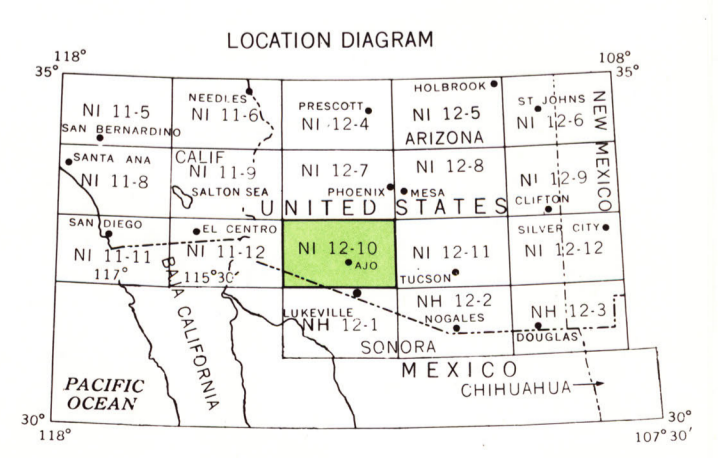 LOCATION DIAGRAM
118°
108°
35°
35°
NI 11-5
SAN BERNARDINO
NEEDLES
NI 11-6
PRESCOTT
NI 12-4
HOLBROOK
NI 12-5
ARIZONA
ST JOHNS
NI 12-6
NEW MEXICO
SANTA ANA
NI 11-8
CALIF
NI 11-9
SALTON SEA
NI 12-7
PHOENIX
NI 12-8
MESA
NI 12-9
CLIFTON
UNITED STATES
SAN DIEGO
NI 11-11
117°
EL CENTRO
NI 11-12
115°30'
NI 12-10
AJO
NI 12-11
TUCSON
SILVER CITY
NI 12-12
BAJA CALIFORNIA
LUKEVILLE
NH 12-1
NH 12-2
NOGALES
NH 12-3
DOUGLAS
SONORA
MEXICO
CHIHUAHUA
PACIFIC
OCEAN
30°
30°
118°
107°30'